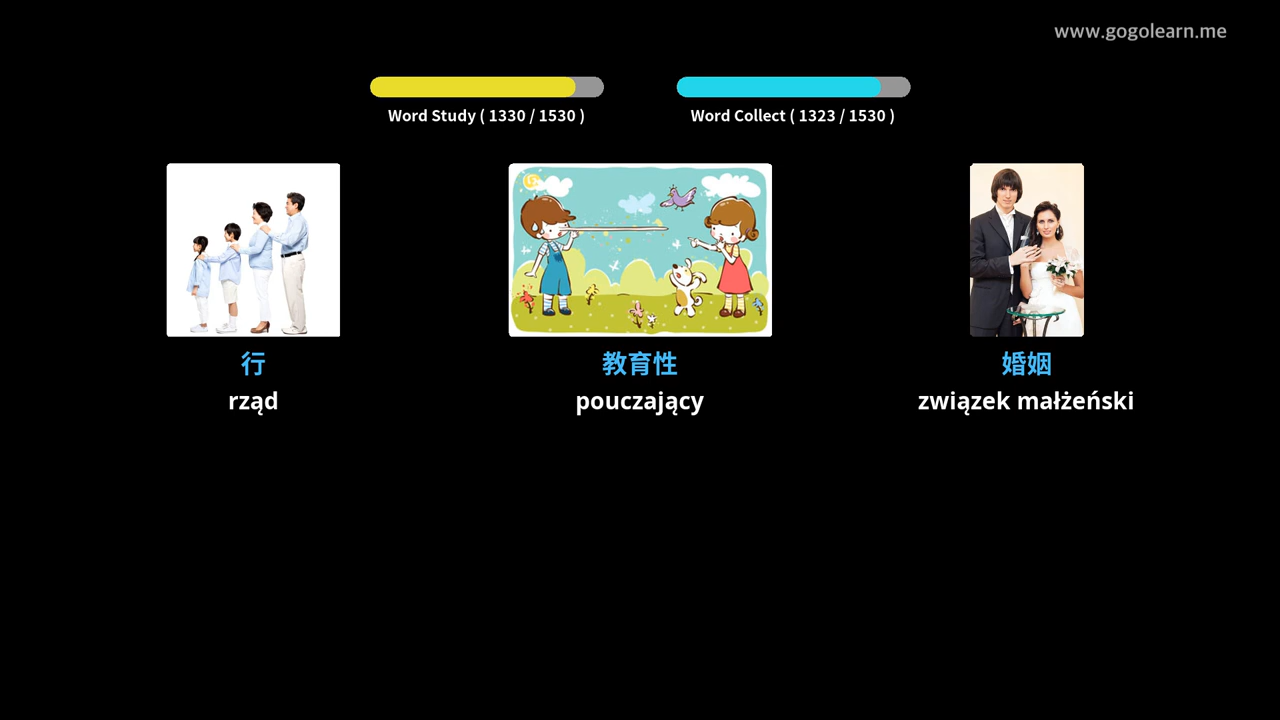 www.gogolearn.me
Word Study ( 1330 / 1530 )
Word Collect ( 1323 / 1530 )
行
教育性
婚姻
rząd
pouczający
związek małżeński